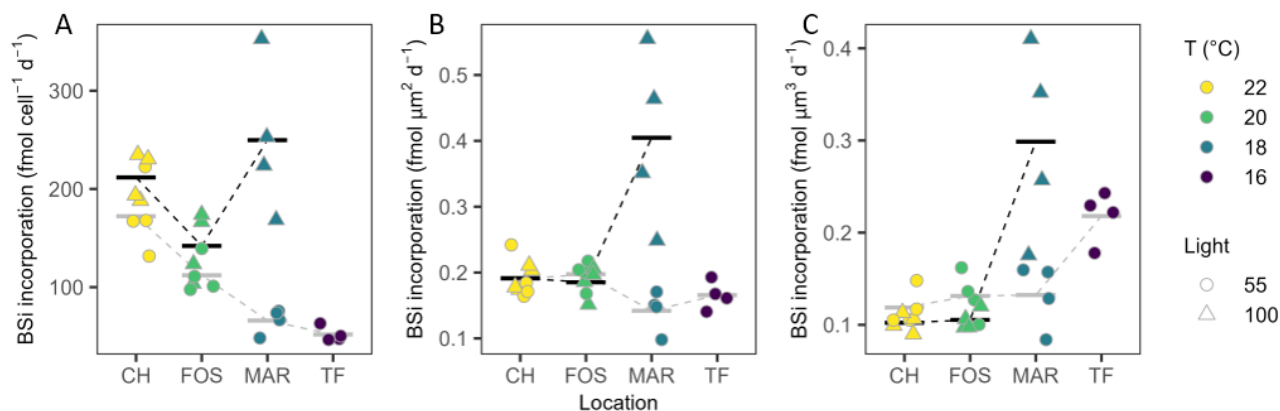 A
BSi incorporation (fmol cell⁻¹ d⁻¹)
300
200
100
CH FOS MAR TF
B
BSi incorporation (fmol μm² d⁻¹)
0.5
0.4
0.3
0.2
0.1
CH FOS MAR TF
Location
C
BSi incorporation (fmol μm³ d⁻¹)
0.4
0.3
0.2
0.1
CH FOS MAR TF
T (°C)
22
20
18
16
Light
55
100